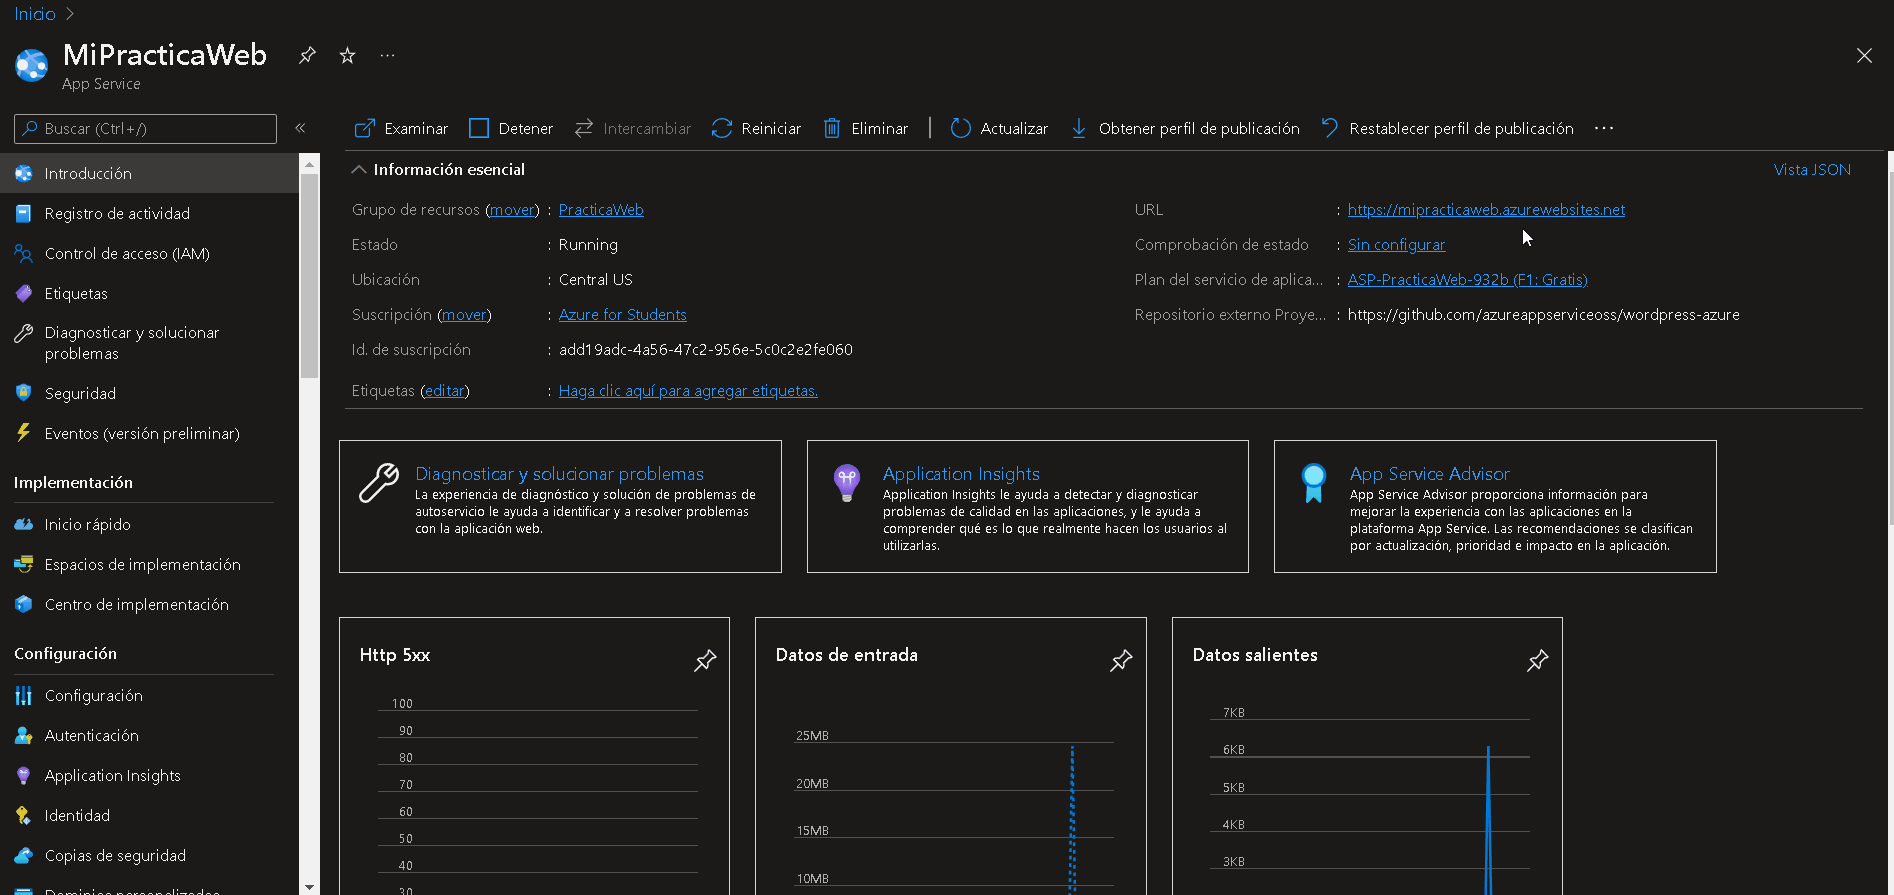 Inicio
MiPracticaWeb
...
App Service
Buscar (Ctrl+/)
«
Examinar
Detener
Intercambiar
Reiniciar
Eliminar
Actualizar
Obtener perfil de publicación
Restablecer perfil de publicación
...
Introducción
Registro de actividad
Control de acceso (IAM)
Etiquetas
Diagnosticar y solucionar
problemas
Seguridad
Eventos (versión preliminar)
Implementación
Inicio rápido
Espacios de implementación
Centro de implementación
Configuración
Configuración
Autenticación
Application Insights
Identidad
Copias de seguridad
Dominios personalizados
Información esencial
Vista JSON
Grupo de recursos (mover) : PracticaWeb
Estado : Running
Ubicación : Central US
Suscripción (mover) : Azure for Students
Id. de suscripción : add19adc-4a56-47c2-956e-5c0c2e2fe060
Etiquetas (editar) : Haga clic aquí para agregar etiquetas.
URL : https://mipracticaweb.azurewebsites.net
Comprobación de estado : Sin configurar
Plan del servicio de aplica... : ASP-PracticaWeb-932b (F1: Gratis)
Repositorio externo Proye... : https://github.com/azureappserviceoss/wordpress-azure
Diagnosticar y solucionar problemas
La experiencia de diagnóstico y solución de problemas de
autoservicio le ayuda a identificar y a resolver problemas
con la aplicación web.
Application Insights
Application Insights le ayuda a detectar y diagnosticar
problemas de calidad en las aplicaciones, y le ayuda a
comprender qué es lo que realmente hacen los usuarios al
utilizarlas.
App Service Advisor
App Service Advisor proporciona información para
mejorar la experiencia con las aplicaciones en la
plataforma App Service. Las recomendaciones se clasifican
por actualización, prioridad e impacto en la aplicación.
Http 5xx
100
90
80
70
60
50
40
30
Datos de entrada
25MB
20MB
15MB
10MB
Datos salientes
7KB
6KB
5KB
4KB
3KB